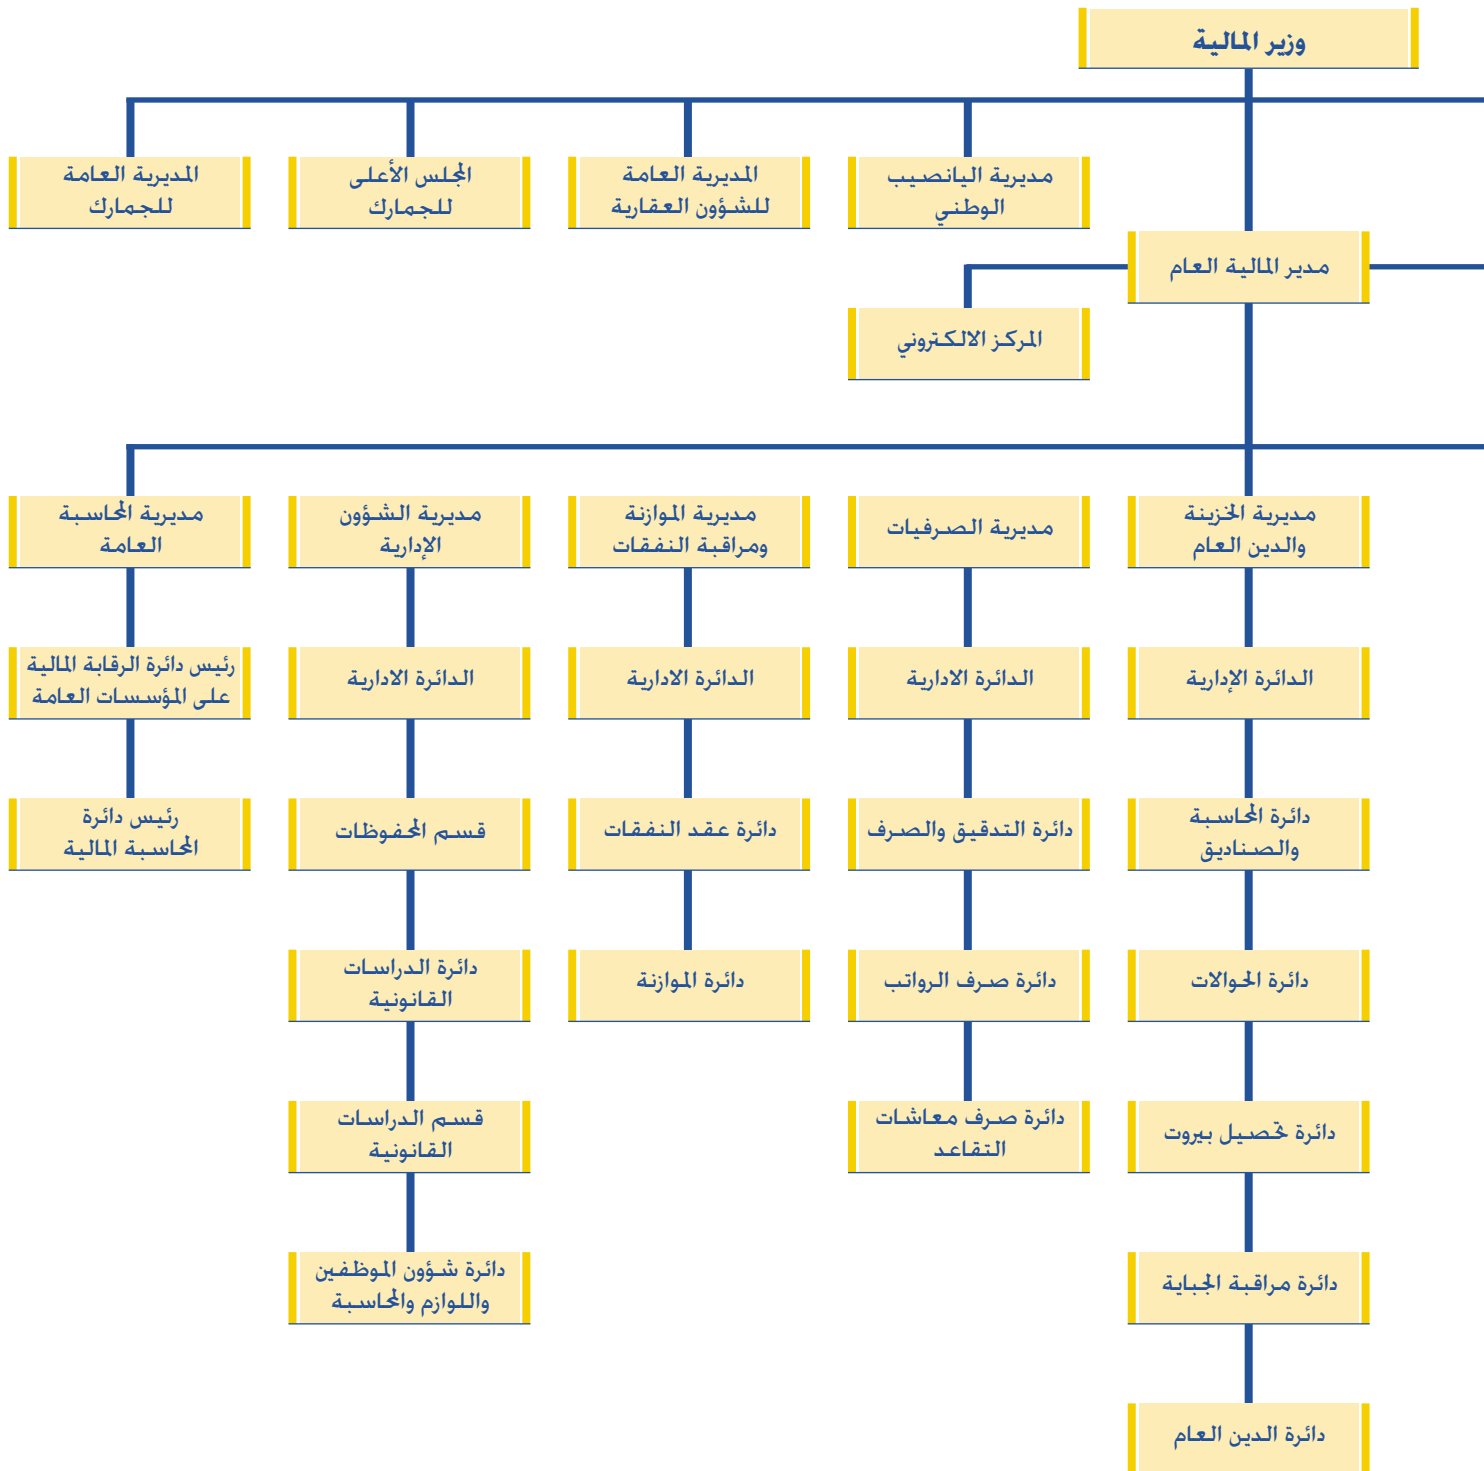 وزير المالية
مديرية اليانصيب
الوطني
المديرية العامة
للشؤون العقارية
المجلس الأعلى
للجمارك
المديرية العامة
للجمارك
مدير المالية العام
المركز الالكتروني
مديرية الخزينة
والدين العام
مديرية الصرفيات
مديرية الموازنة
ومراقبة النفقات
مديرية الشؤون
الإدارية
مديرية المحاسبة
العامة
الدائرة الإدارية
الدائرة الادارية
الدائرة الادارية
الدائرة الادارية
رئيس دائرة الرقابة المالية
على المؤسسات العامة
دائرة المحاسبة
والصناديق
دائرة التدقيق والصرف
دائرة عقد النفقات
قسم المحفوظات
رئيس دائرة
المحاسبة المالية
دائرة الحوالات
دائرة صرف الرواتب
دائرة الموازنة
دائرة الدراسات
القانونية
دائرة تحصيل بيروت
دائرة صرف معاشات
التقاعد
قسم الدراسات
القانونية
دائرة مراقبة الجباية
دائرة شؤون الموظفين
واللوازم والمحاسبة
دائرة الدين العام